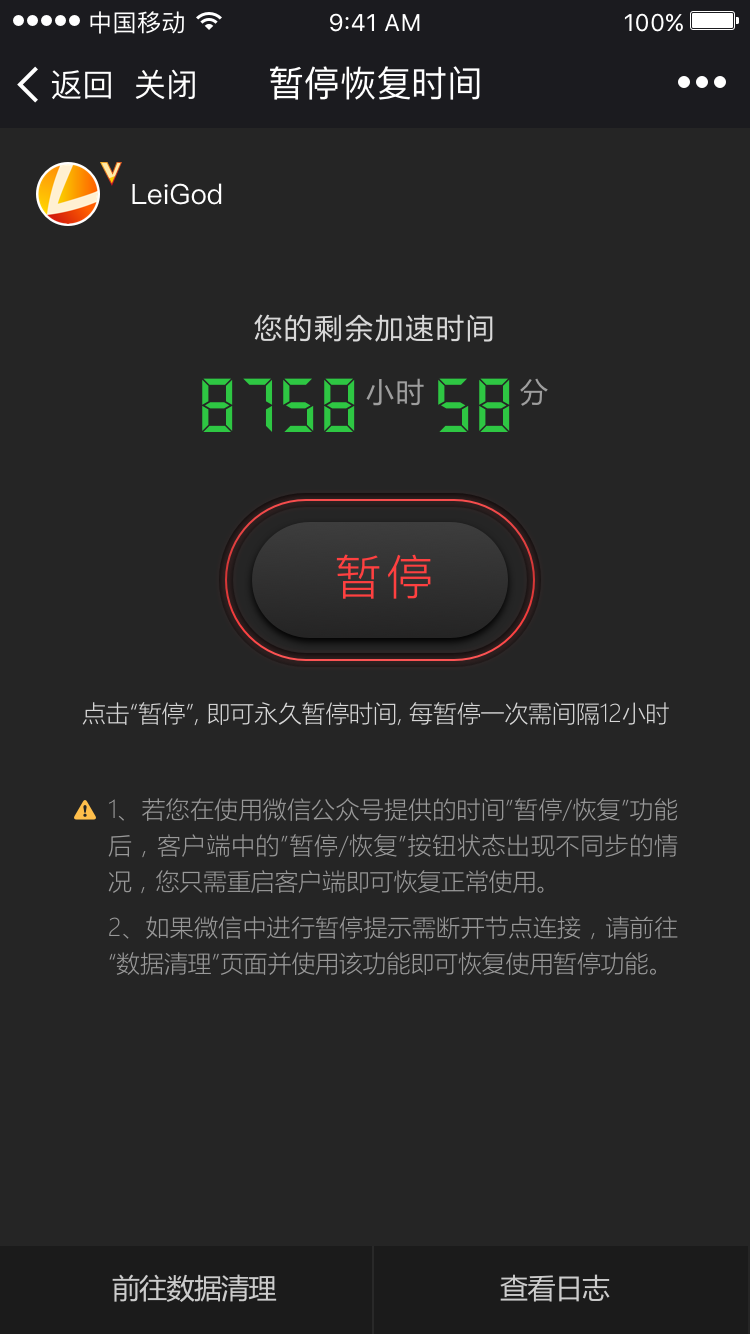 中国移动 9:41 AM 100%
返回 关闭 暂停恢复时间
LeiGod
您的剩余加速时间
8758小时58分
暂停
点击“暂停”, 即可永久暂停时间, 每暂停一次需间隔12小时
1、若您在使用微信公众号提供的时间”暂停/恢复”功能
后，客户端中的”暂停/恢复”按钮状态出现不同步的情
况，您只需重启客户端即可恢复正常使用。
2、如果微信中进行暂停提示需断开节点连接，请前往
“数据清理”页面并使用该功能即可恢复使用暂停功能。
前往数据清理 查看日志